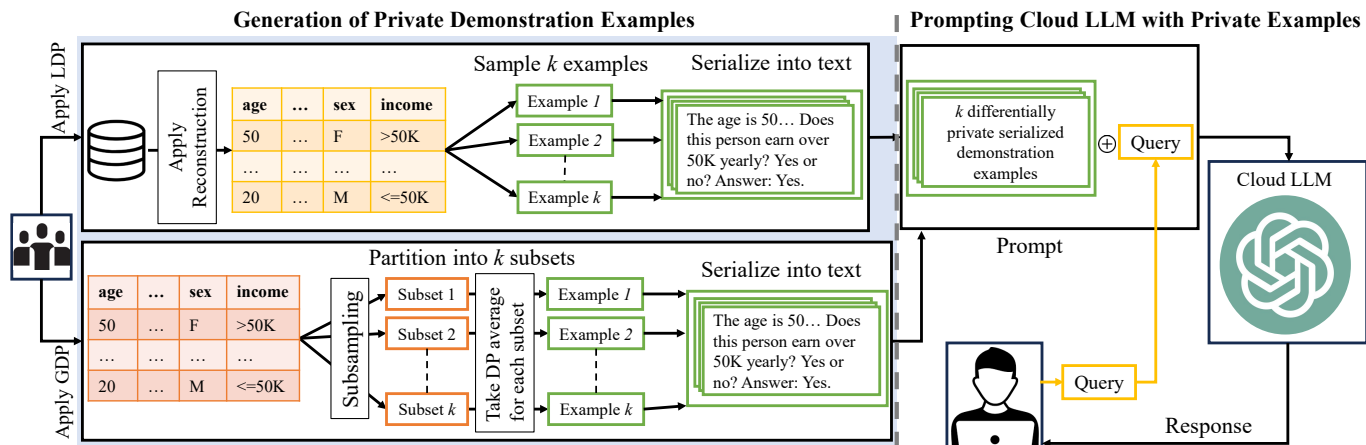 Generation of Private Demonstration Examples
Prompting Cloud LLM with Private Examples
Apply LDP
Apply
Reconstruction
age … sex income
50 … F >50K
… … … …
20 … M <=50K
Sample k examples
Example 1
Example 2
Example k
Serialize into text
The age is 50… Does
this person earn over
50K yearly? Yes or
no? Answer: Yes.
k differentially
private serialized
demonstration
examples
Query
Prompt
Cloud LLM
Apply GDP
age … sex income
50 … F >50K
… … … …
20 … M <=50K
Partition into k subsets
Subsampling
Subset 1
Subset 2
Subset k
Take DP average
for each subset
Example 1
Example 2
Example k
Serialize into text
The age is 50… Does
this person earn over
50K yearly? Yes or
no? Answer: Yes.
Query
Response